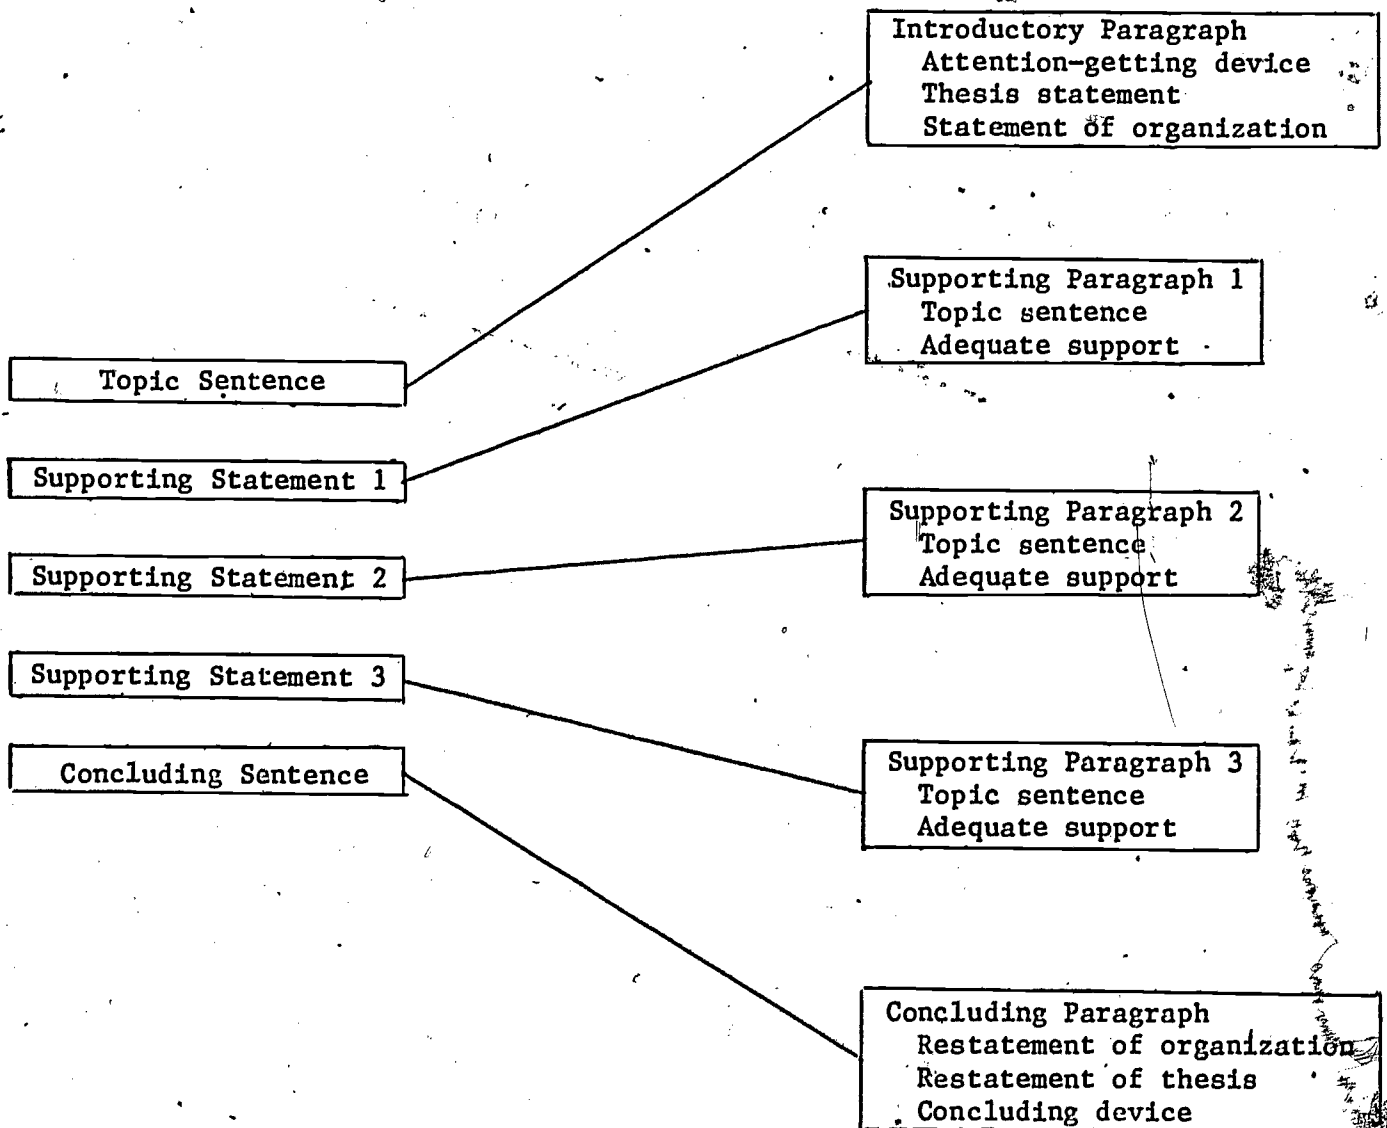 Topic Sentence
Supporting Statement 1
Supporting Statement 2
Supporting Statement 3
Concluding Sentence
Introductory Paragraph
Attention-getting device
Thesis statement
Statement of organization
Supporting Paragraph 1
Topic sentence
Adequate support
Supporting Paragraph 2
Topic sentence
Adequate support
Supporting Paragraph 3
Topic sentence
Adequate support
Concluding Paragraph
Restatement of organization
Restatement of thesis
Concluding device